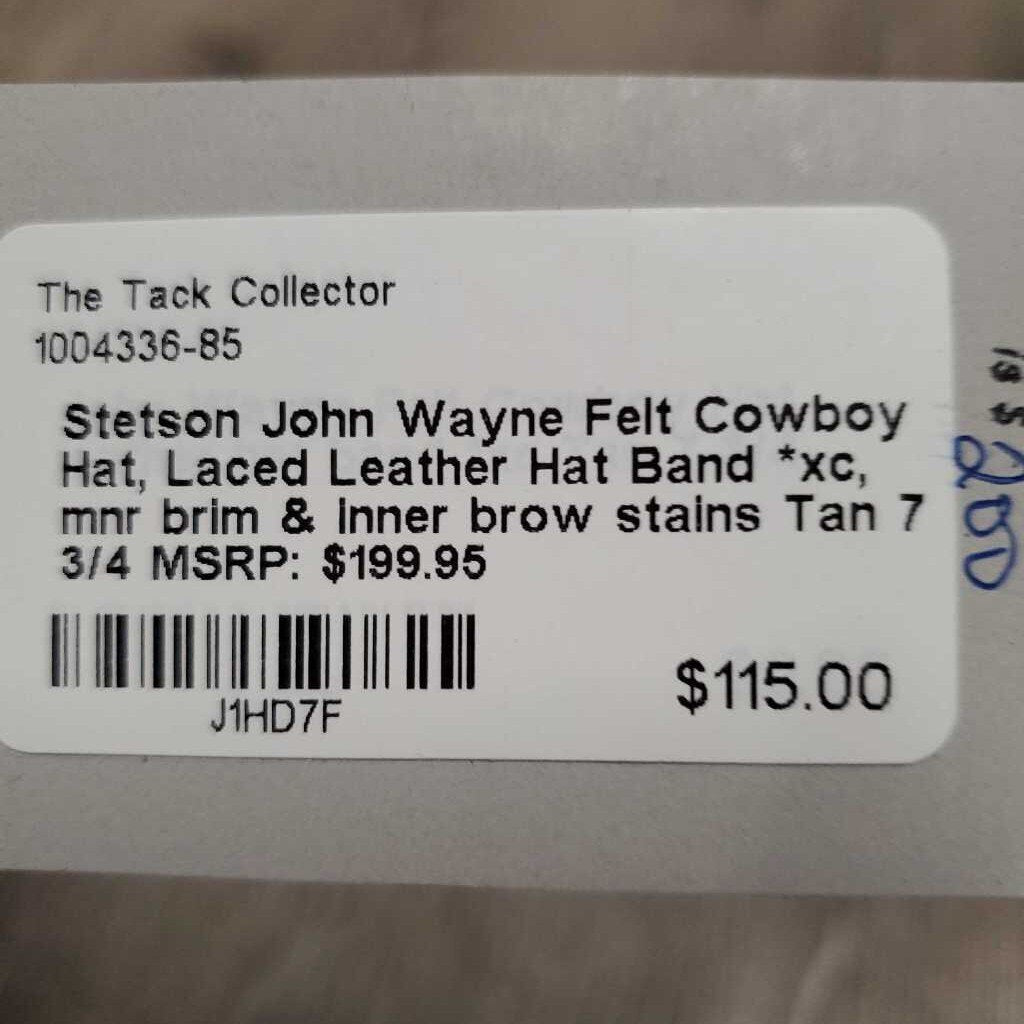 The Tack Collector
1004336-85
Stetson John Wayne Felt Cowboy
Hat, Laced Leather Hat Band *xc,
mnr brim & inner brow stains Tan 7
3/4 MSRP: $199.95
J1HD7F
$115.00